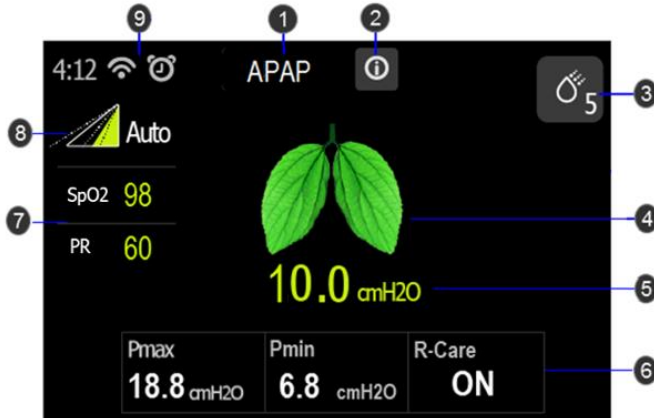 9
1
2
4:12
APAP
5
3
8
Auto
SpO2 98
7
4
PR 60
10.0 cmH2O
5
Pmax
Pmin
R-Care
6
18.8 cmH2O
6.8 cmH2O
ON